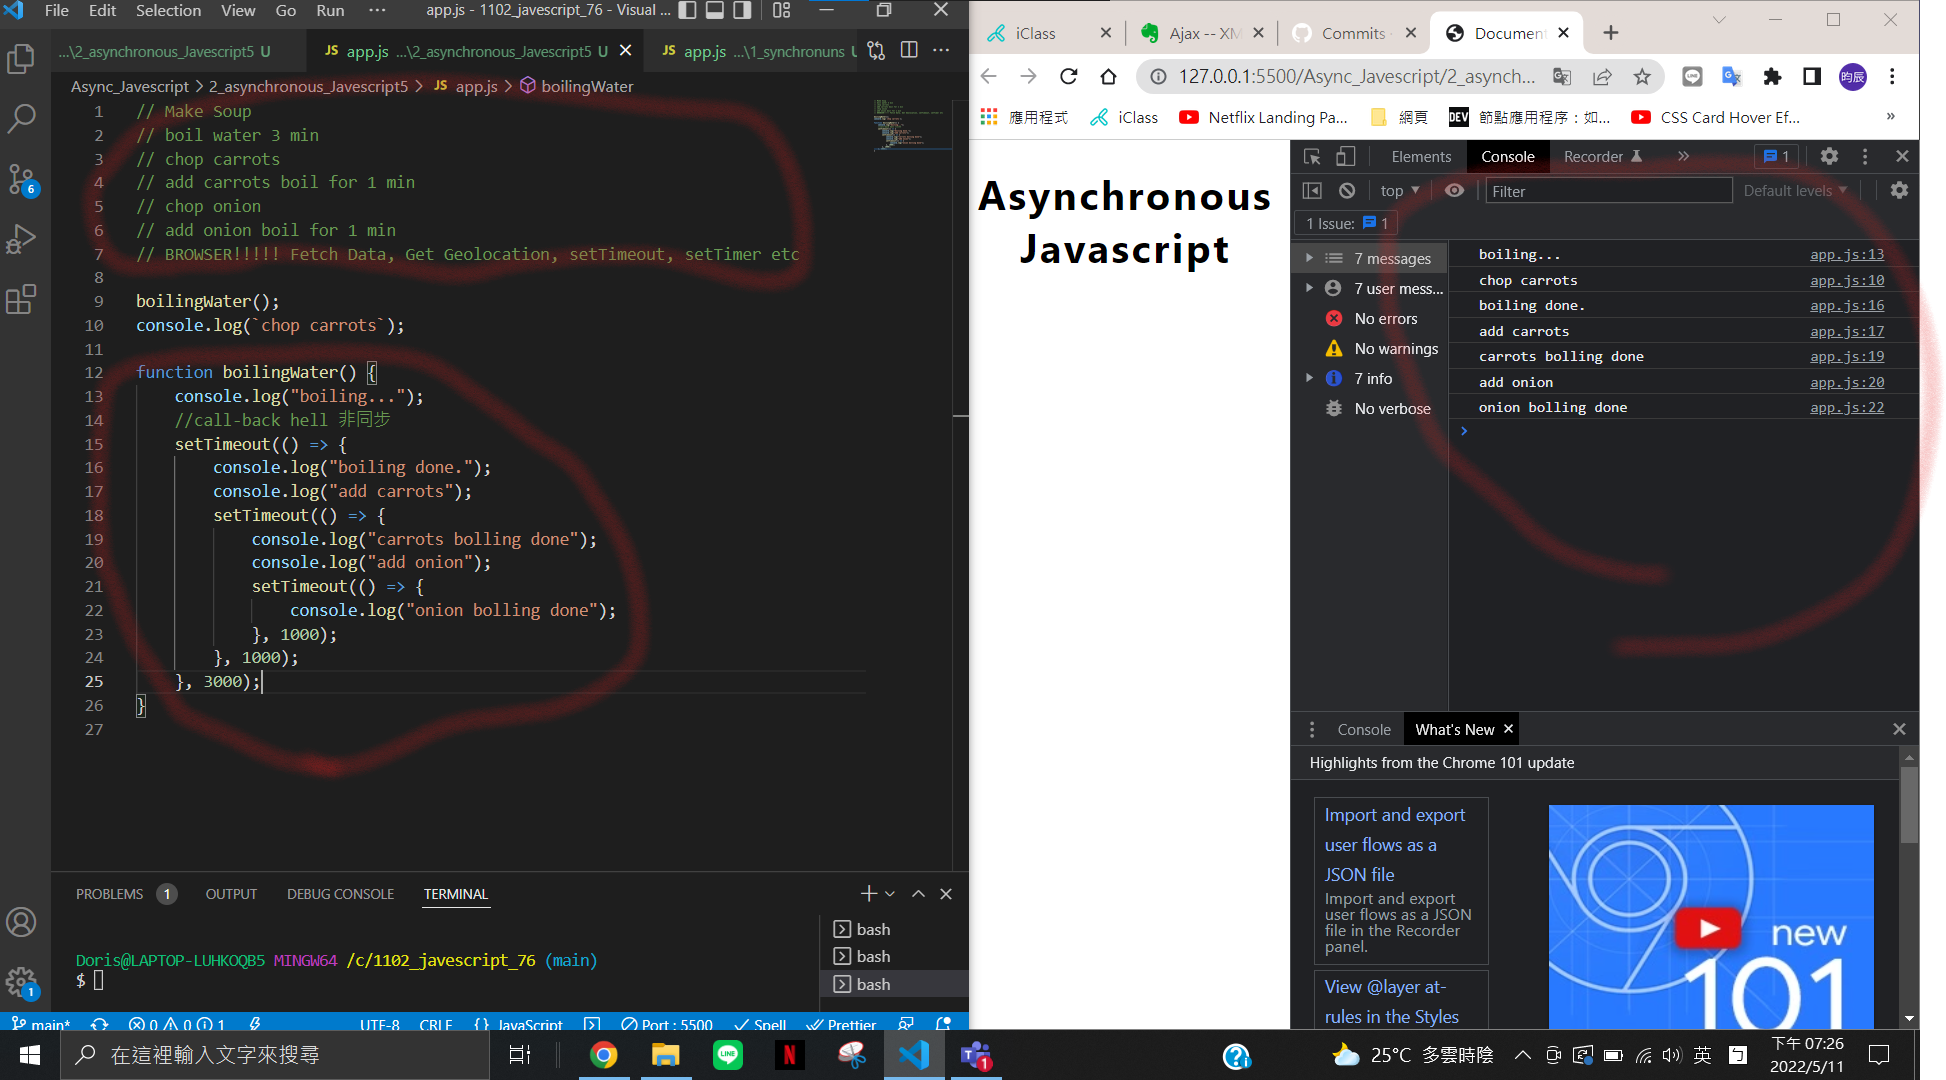 File Edit Selection View Go Run ··· app.js - 1102_javescript_76 - Visual ...
...\2_asynchronous_Javescript5 U
JS app.js ...\2_asynchronous_Javescript5 U
JS app.js ...\1_synchronuns U
Async_Javescript > 2_asynchronous_Javescript5 > JS app.js > boilingWater
1 // Make Soup
2 // boil water 3 min
3 // chop carrots
4 // add carrots boil for 1 min
5 // chop onion
6 // add onion boil for 1 min
7 // BROWSER!!!!! Fetch Data, Get Geolocation, setTimeout, setTimer etc
8
9 boilingWater();
10 console.log(`chop carrots`);
11
12 function boilingWater() {
13 console.log("boiling...");
14 //call-back hell 非同步
15 setTimeout(() => {
16 console.log("boiling done.");
17 console.log("add carrots");
18 setTimeout(() => {
19 console.log("carrots bolling done");
20 console.log("add onion");
21 setTimeout(() => {
22 console.log("onion bolling done");
23 }, 1000);
24 }, 1000);
25 }, 3000);
26 }
27
6
1
PROBLEMS 1 OUTPUT DEBUG CONSOLE TERMINAL
Doris@LAPTOP-LUHKOQB5 MINGW64 /c/1102_javescript_76 (main)
$
bash
bash
bash
main* 0 0 1 UTF-8 CRLF {} JavaScript Port : 5500 Spell Prettier
iClass Ajax -- XM Commits · Documen
127.0.0.1:5500/Async_Javescript/2_asynch...
昀辰
應用程式 iClass Netflix Landing Pa... 網頁 DEV 節點應用程序：如... CSS Card Hover Ef... »
Asynchronous
Javascript
Elements Console Recorder » 1
top Filter Default levels
1 Issue: 1
7 messages
7 user mess...
No errors
No warnings
7 info
No verbose
boiling... app.js:13
chop carrots app.js:10
boiling done. app.js:16
add carrots app.js:17
carrots bolling done app.js:19
add onion app.js:20
onion bolling done app.js:22
Console What's New
Highlights from the Chrome 101 update
Import and export
user flows as a
JSON file
Import and export
user flows as a JSON
file in the Recorder
panel.
View @layer at-
rules in the Styles
new
101
在這裡輸入文字來搜尋
N
LINE
1
25°C 多雲時陰
英
下午 07:26
2022/5/11